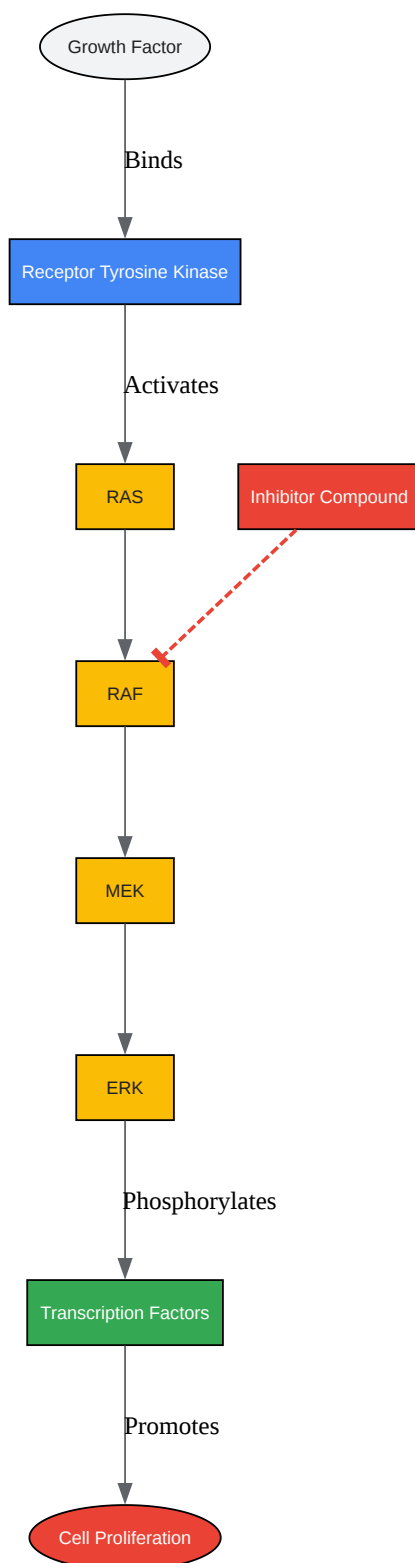 Growth Factor
Binds
Receptor Tyrosine Kinase
Activates
RAS
Inhibitor Compound
RAF
MEK
ERK
Phosphorylates
Transcription Factors
Promotes
Cell Proliferation